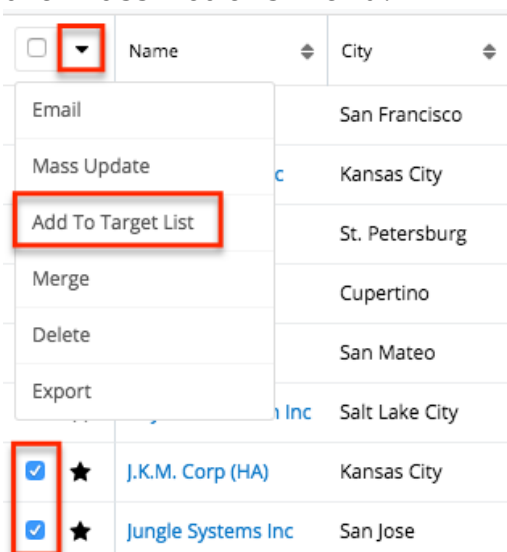 Name City
Email
San Francisco
Mass Update
c Kansas City
Add To Target List
St. Petersburg
Merge
Cupertino
Delete
San Mateo
Export
Inc Salt Lake City
J.K.M. Corp (HA) Kansas City
Jungle Systems Inc San Jose